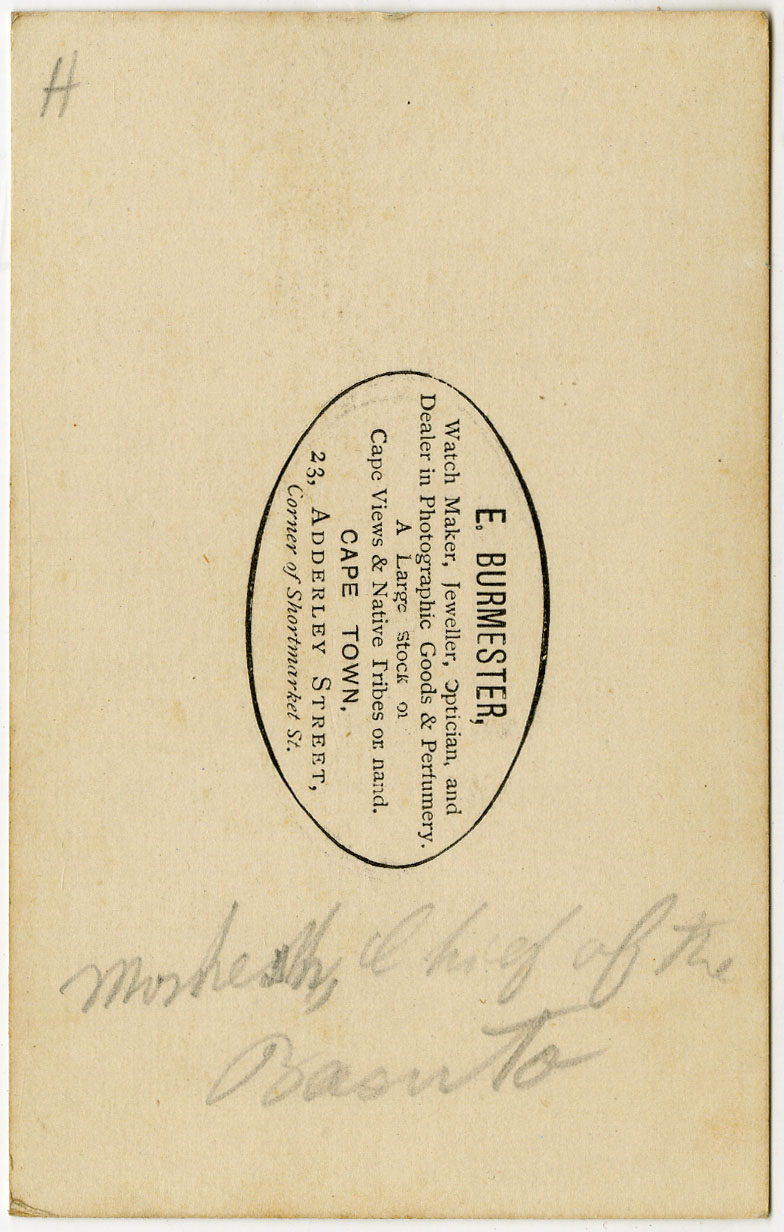 H
E. BURMESTER,
Watch Maker, Jeweller, Optician, and
Dealer in Photographic Goods & Perfumery.
A Large Stock of
Cape Views & Native Tribes on hand.
CAPE TOWN,
23, ADDERLEY STREET,
Corner of Shortmarket St.
Moshesh, Chief of the
Basuto